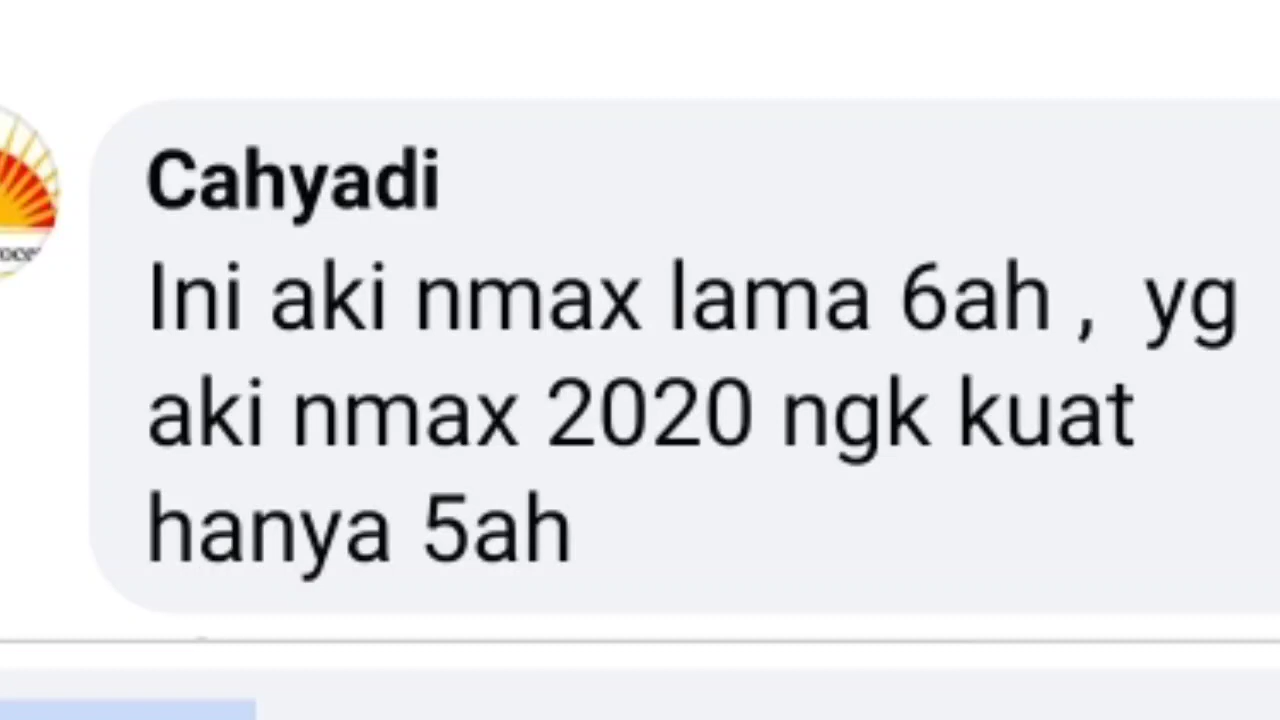 Cahyadi
Ini aki nmax lama 6ah ,  yg
aki nmax 2020 ngk kuat
hanya 5ah